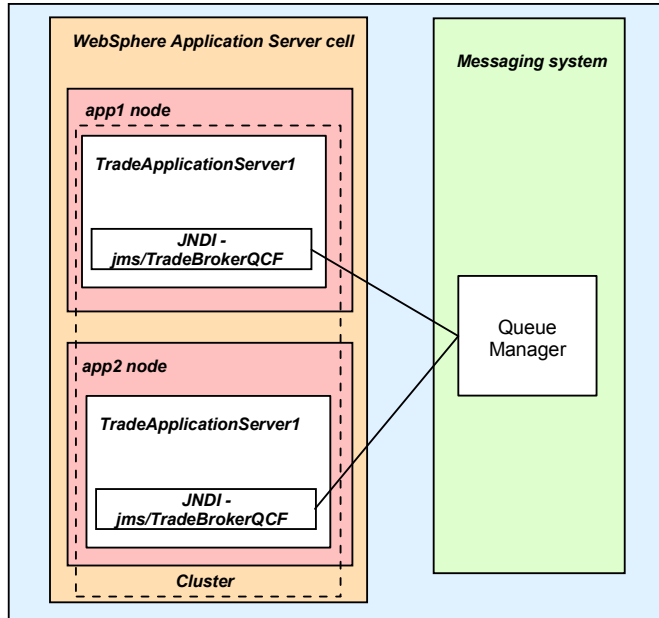 WebSphere Application Server cell
app1 node
TradeApplicationServer1
JNDI -
jms/TradeBrokerQCF
app2 node
TradeApplicationServer1
JNDI -
jms/TradeBrokerQCF
Cluster
Messaging system
Queue
Manager